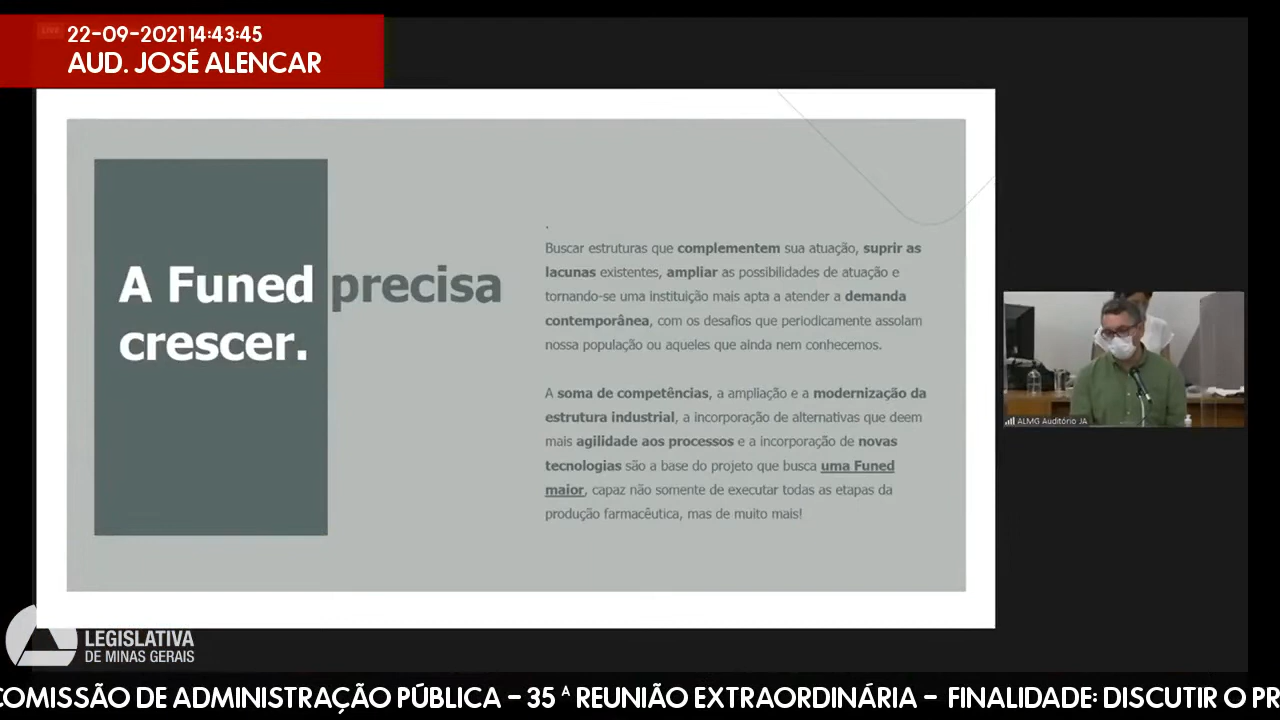 22-09-2021 14:43:45
AUD. JOSÉ ALENCAR
A Funed precisa
crescer.
Buscar estruturas que complementem sua atuação, suprir as
lacunas existentes, ampliar as possibilidades de atuação e
tornando-se uma instituição mais apta a atender a demanda
contemporânea, com os desafios que periodicamente assolam
nossa população ou aqueles que ainda nem conhecemos.
A soma de competências, a ampliação e a modernização da
estrutura industrial, a incorporação de alternativas que deem
mais agilidade aos processos e a incorporação de novas
tecnologias são a base do projeto que busca uma Funed
maior, capaz não somente de executar todas as etapas da
produção farmacêutica, mas de muito mais!
ALMG Auditório JA
LEGISLATIVA
DE MINAS GERAIS
COMISSÃO DE ADMINISTRAÇÃO PÚBLICA - 35 ª REUNIÃO EXTRAORDINÁRIA - FINALIDADE: DISCUTIR O PR